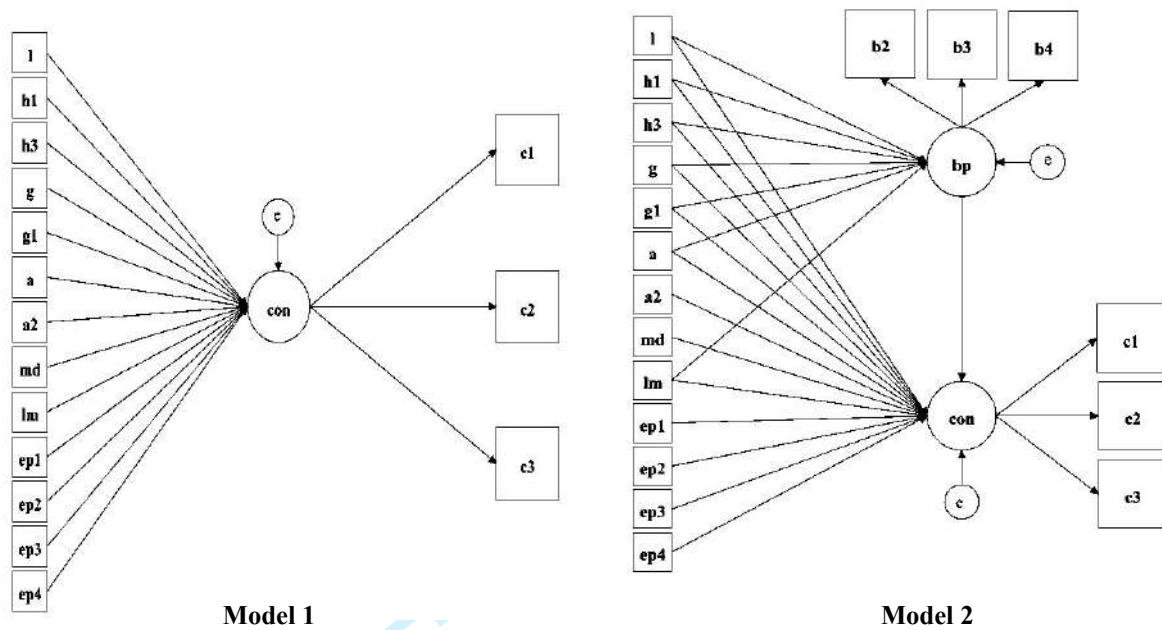 l
h1
h3
g
g1
a
a2
md
lm
ep1
ep2
ep3
ep4
e
con
c1
c2
c3
Model 1
l
h1
h3
g
g1
a
a2
md
lm
ep1
ep2
ep3
ep4
b2
b3
b4
bp
e
con
e
c1
c2
c3
Model 2